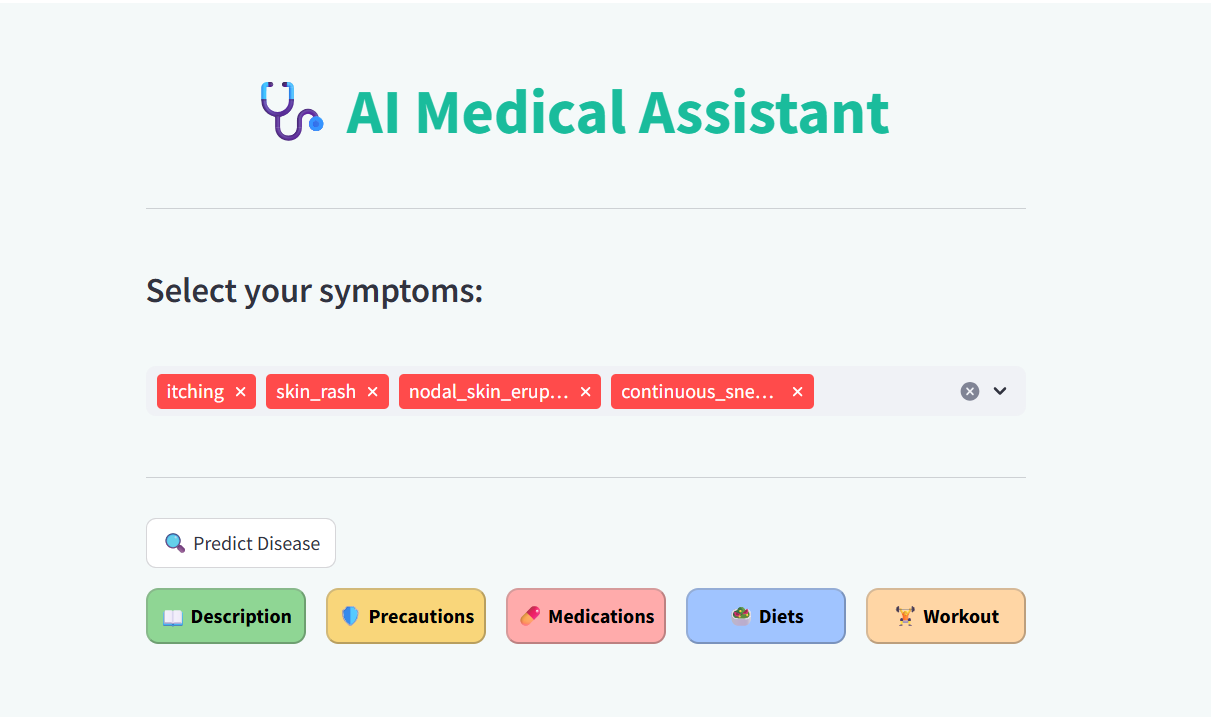 AI Medical Assistant
Select your symptoms:
itching × skin_rash × nodal_skin_erup... × continuous_sne... ×
Predict Disease
Description Precautions Medications Diets Workout